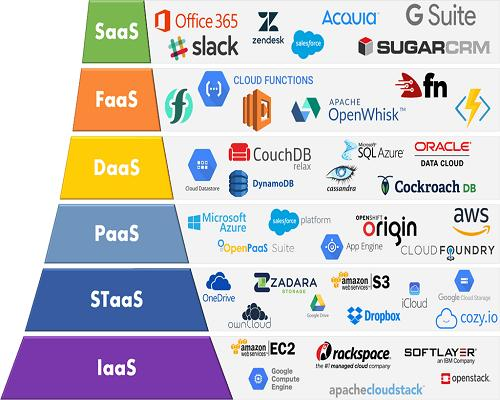 SaaS
Office 365
zendesk
ACQUIA
G Suite
slack
salesforce
SUGARCRM
FaaS
CLOUD FUNCTIONS
fn
APACHE
OpenWhisk™
DaaS
Cloud Datastore
CouchDB
relax
DynamoDB
Microsoft
SQL Azure
cassandra
ORACLE
DATA CLOUD
Cockroach DB
PaaS
Microsoft
Azure
salesforce platform
OPENSHIFT
origin
aws
OpenPaaS Suite
App Engine
CLOUD FOUNDRY
STaaS
OneDrive
ZADARA
STORAGE
amazon
web services
S3
iCloud
Google Cloud Storage
ownCloud
Google Drive
Dropbox
cozy.io
IaaS
amazon
web services
EC2
rackspace
the #1 managed cloud company
SOFTLAYER
an IBM Company
Google
Compute
Engine
apachecloudstack
openstack.